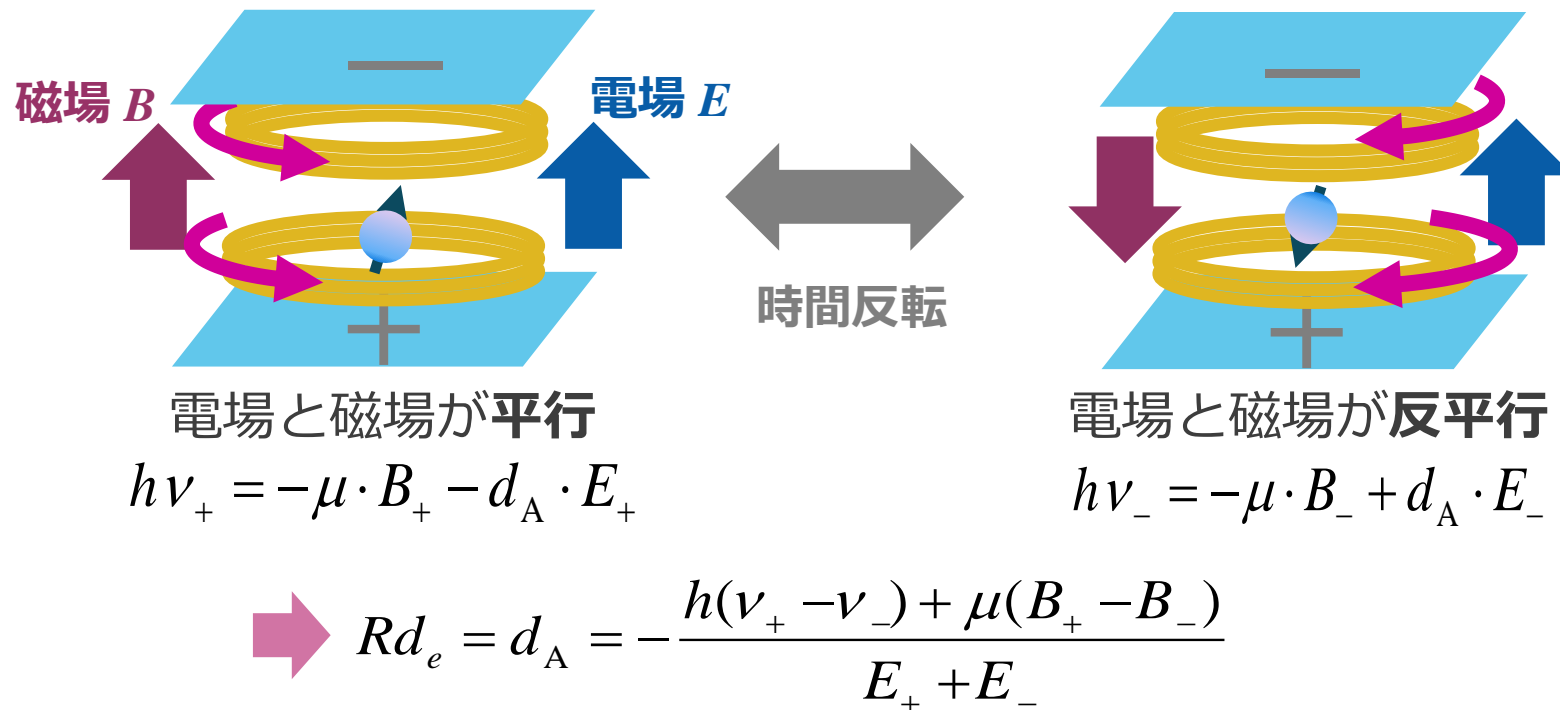 磁場 B
電場 E
時間反転
電場と磁場が平行
電場と磁場が反平行
hν₊ = −μ·B₊ − d_A·E₊
hν₋ = −μ·B₋ + d_A·E₋
Rd_e = d_A = − \frac{h(ν₊ − ν₋) + μ(B₊ − B₋)}{E₊ + E₋}